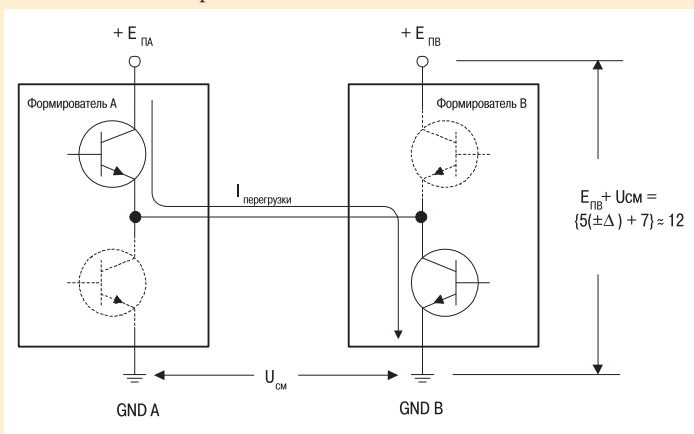 + E ПА
+ E ПВ
Формирователь А
Формирователь В
I перегрузки
E ПВ + Uсм =
{5(±Δ) + 7} ≈ 12
U см
GND A
GND B